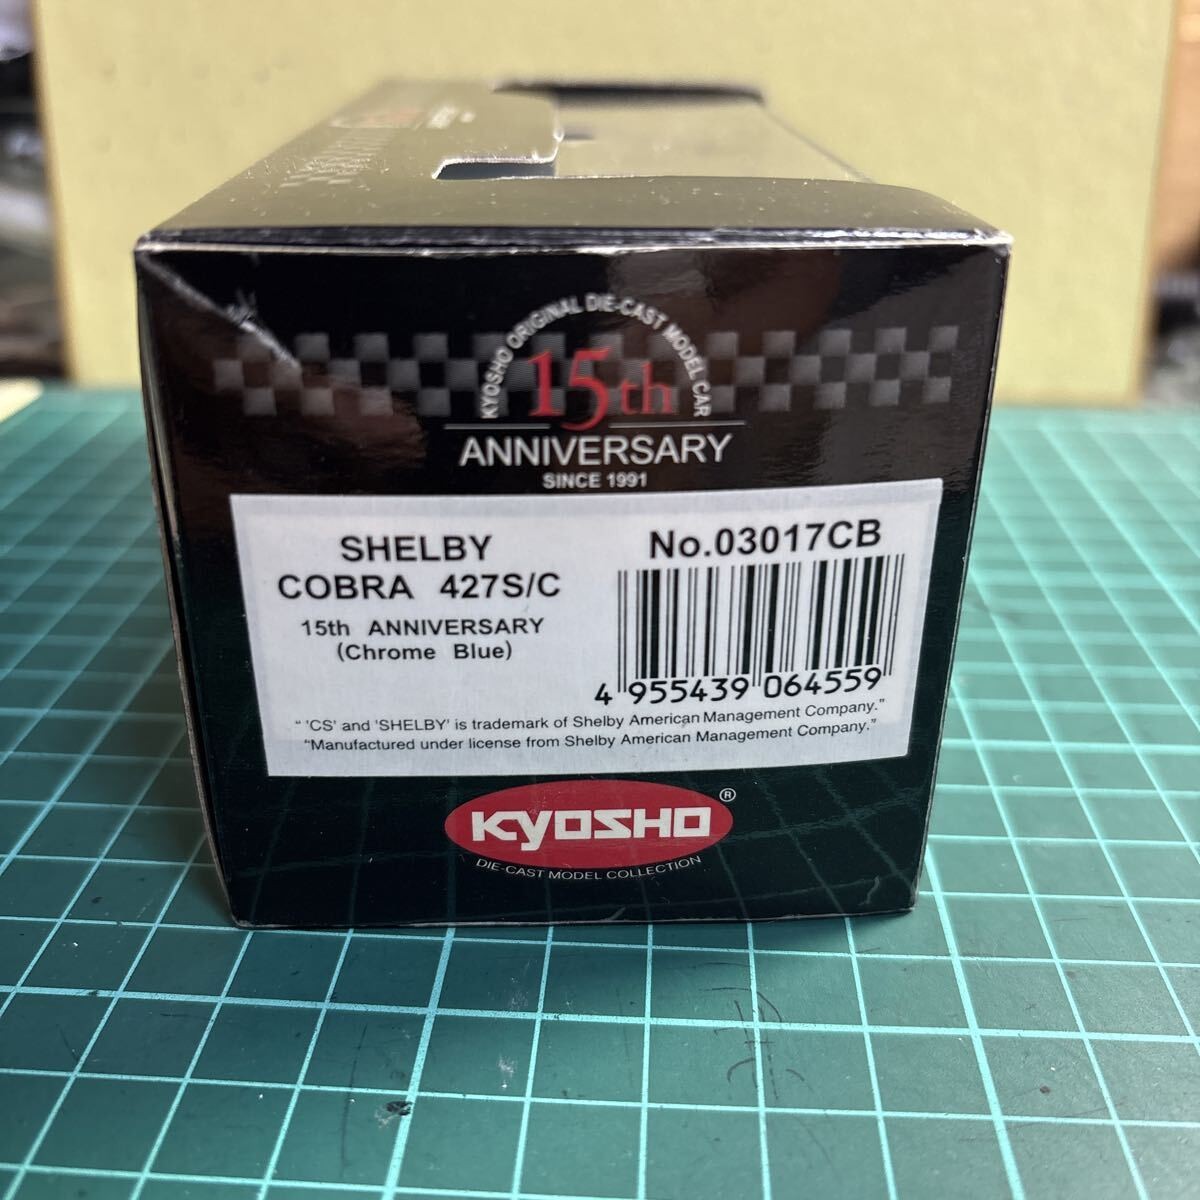 KYOSHO ORIGINAL DIE-CAST MODEL CAR
15th
ANNIVERSARY
SINCE 1991
SHELBY
COBRA 427S/C
15th ANNIVERSARY
(Chrome Blue)
No.03017CB
4 955439 064559
" 'CS' and 'SHELBY' is trademark of Shelby American Management Company."
"Manufactured under license from Shelby American Management Company."
KYOSHO ®
DIE-CAST MODEL COLLECTION